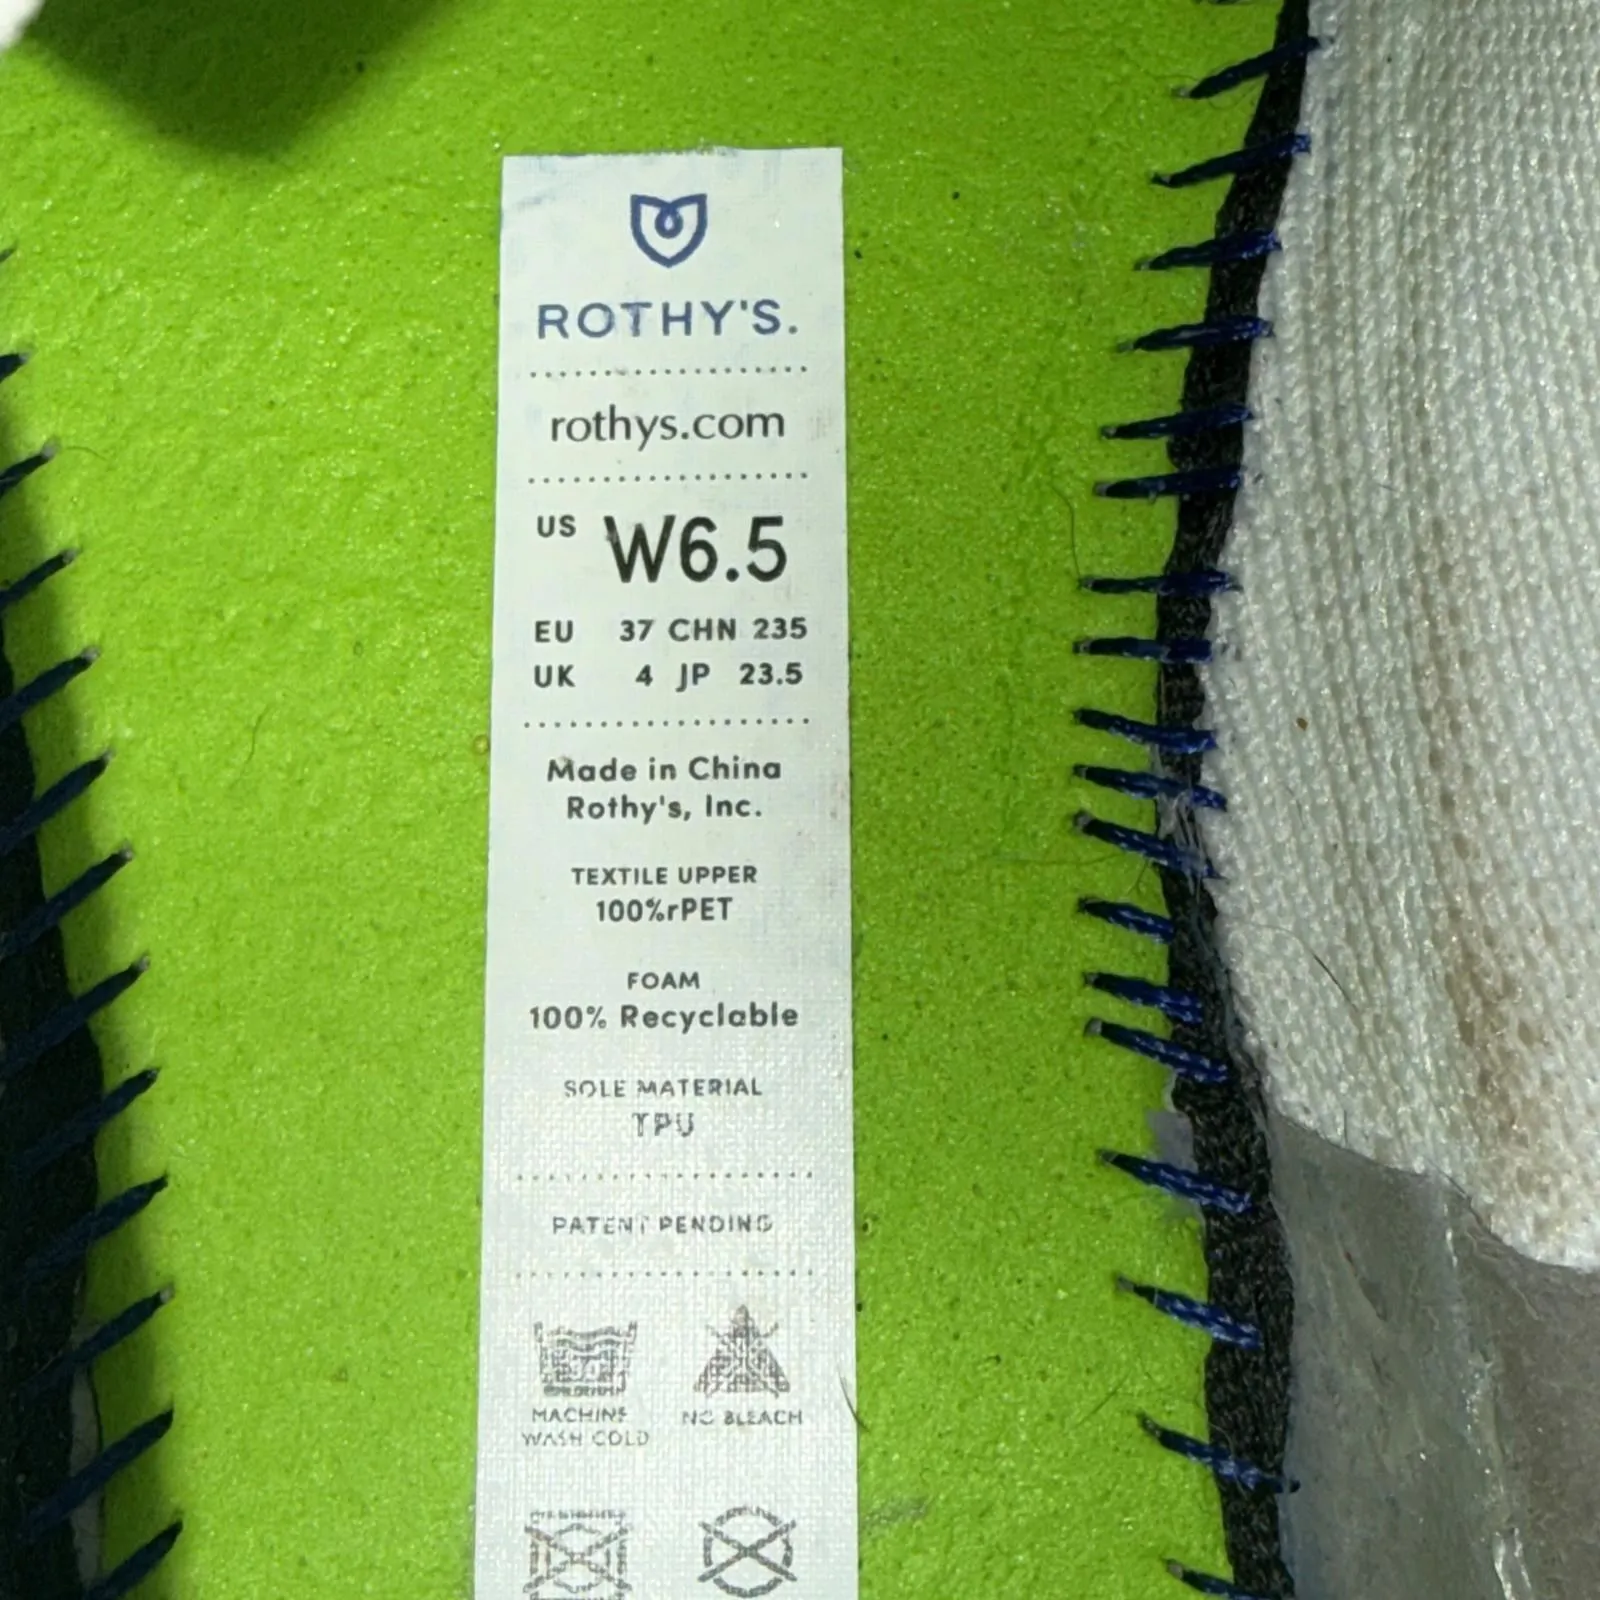 ROTHY'S.
rothys.com
US W6.5
EU 37 CHN 235
UK 4 JP 23.5
Made in China
Rothy's, Inc.
TEXTILE UPPER
100%rPET
FOAM
100% Recyclable
SOLE MATERIAL
TPU
PATENT PENDING
MACHINE NO BLEACH
WASH COLD